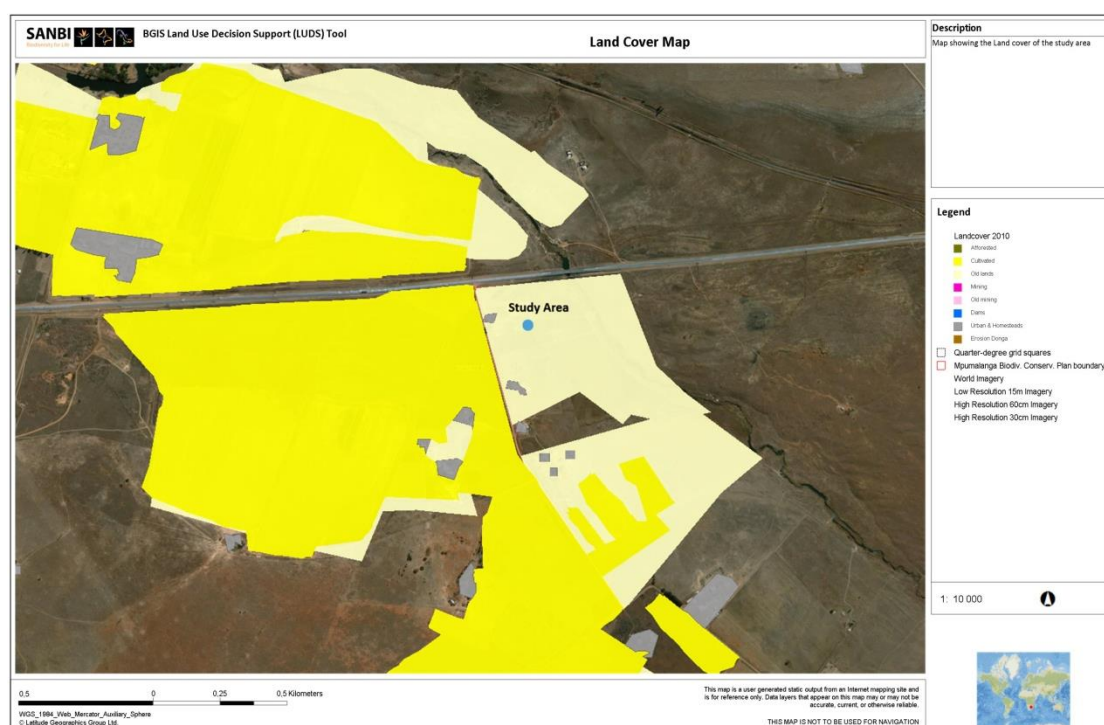 SANBI
Biodiversity for Life
BGIS Land Use Decision Support (LUDS) Tool
Land Cover Map
Description
Map showing the Land cover of the study area
Study Area
Legend
Landcover 2010
Afforested
Cultivated
Old lands
Mining
Old mining
Dams
Urban & Homesteads
Erosion Donga
Quarter-degree grid squares
Mpumalanga Biodiv. Conserv. Plan boundary
World Imagery
Low Resolution 15m Imagery
High Resolution 60cm Imagery
High Resolution 30cm Imagery
1: 10 000
0,5 0 0,25 0,5 Kilometers
WGS_1984_Web_Mercator_Auxiliary_Sphere
© Latitude Geographics Group Ltd.
This map is a user generated static output from an Internet mapping site and
is for reference only. Data layers that appear on this map may or may not be
accurate, current, or otherwise reliable.
THIS MAP IS NOT TO BE USED FOR NAVIGATION